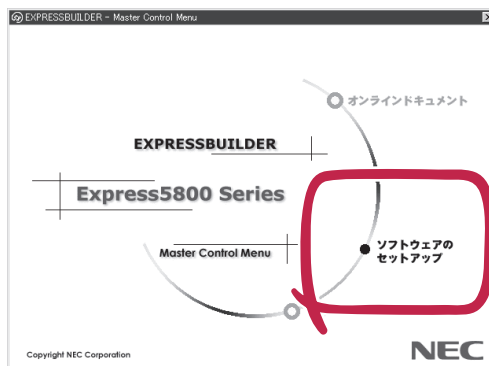 EXPRESSBUILDER - Master Control Menu
オンラインドキュメント
EXPRESSBUILDER
Express5800 Series
Master Control Menu
ソフトウェアの
セットアップ
Copyright NEC Corporation
NEC